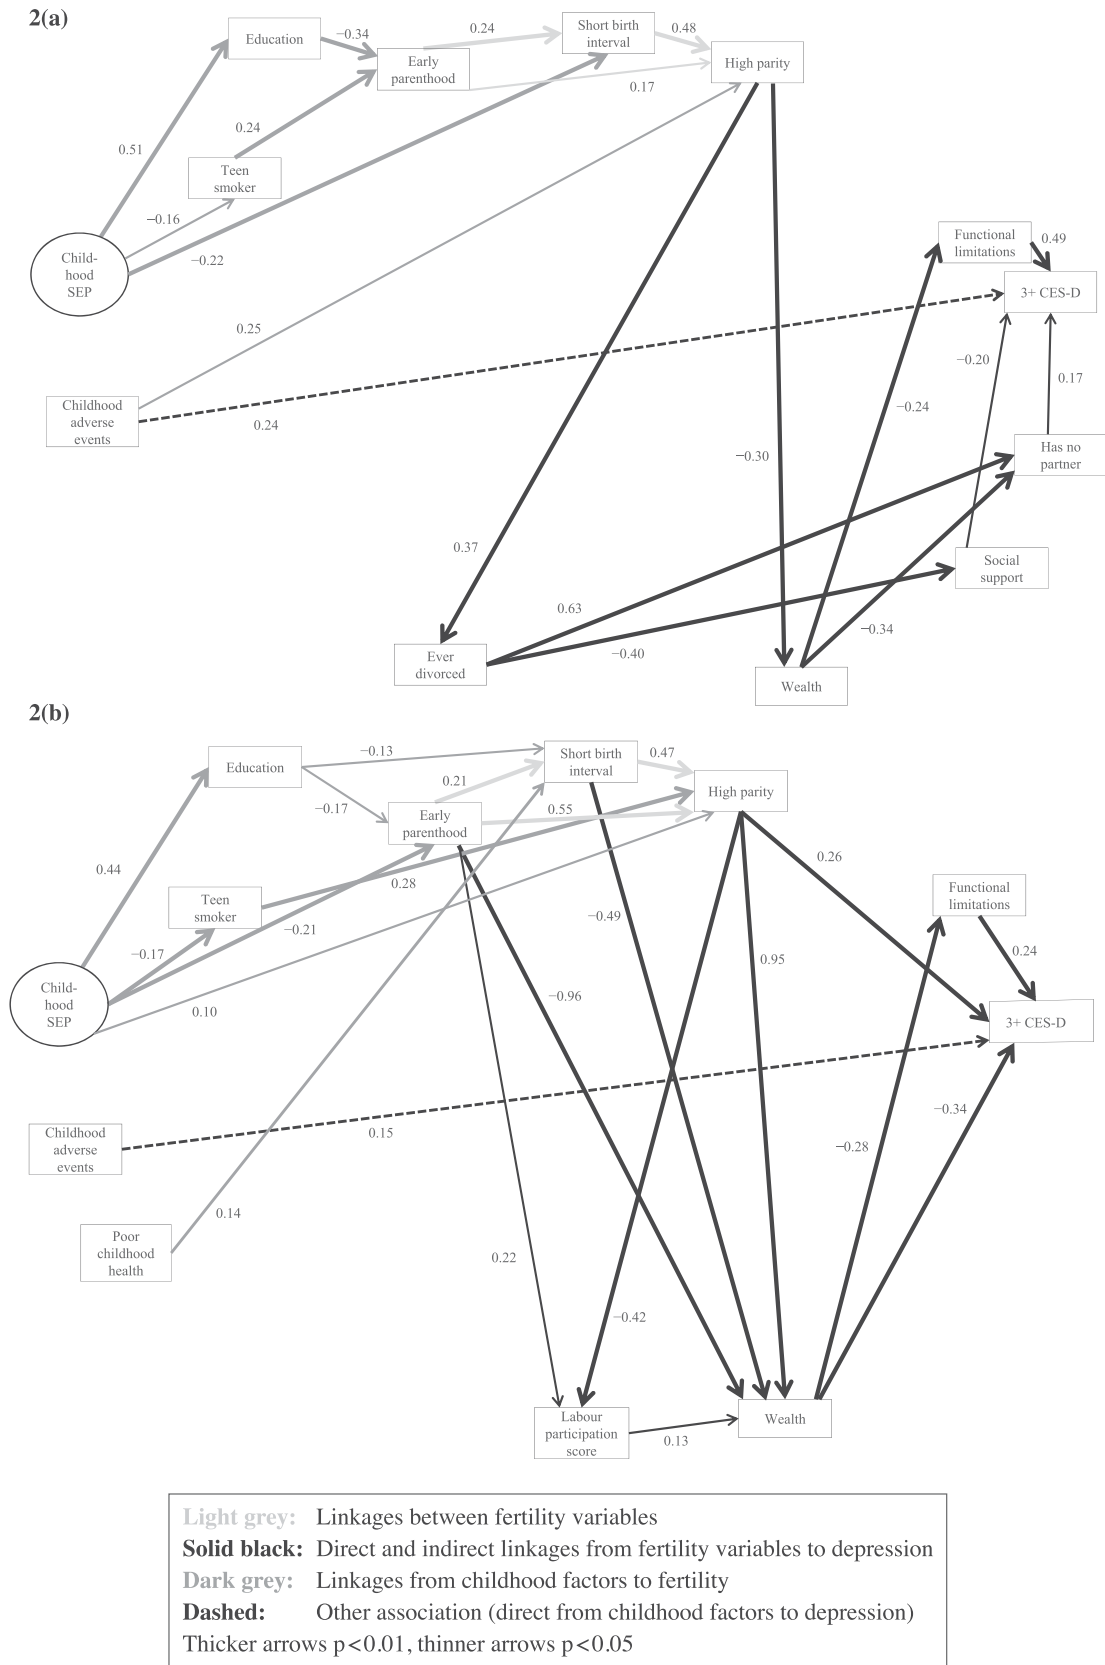 2(a)
Education
−0.34
0.24
Short birth
interval
0.48
High parity
Early
parenthood
0.17
0.51
0.24
Teen
smoker
−0.16
−0.22
Child-
hood
SEP
Functional
limitations
0.49
3+ CES-D
0.25
−0.20
0.17
Childhood
adverse
events
0.24
−0.24
−0.30
Has no
partner
0.37
Social
support
0.63
−0.34
−0.40
Ever
divorced
Wealth
2(b)
Education
−0.13
Short birth
interval
0.47
0.21
High parity
−0.17
Early
parenthood
0.55
0.44
0.28
0.26
Teen
smoker
Functional
limitations
−0.21
−0.49
−0.17
0.24
0.95
Child-
hood
SEP
0.10
−0.96
3+ CES-D
−0.34
Childhood
adverse
events
0.15
−0.28
0.14
Poor
childhood
health
0.22
−0.42
Labour
participation
score
0.13
Wealth
Light grey: Linkages between fertility variables
Solid black: Direct and indirect linkages from fertility variables to depression
Dark grey: Linkages from childhood factors to fertility
Dashed: Other association (direct from childhood factors to depression)
Thicker arrows p<0.01, thinner arrows p<0.05